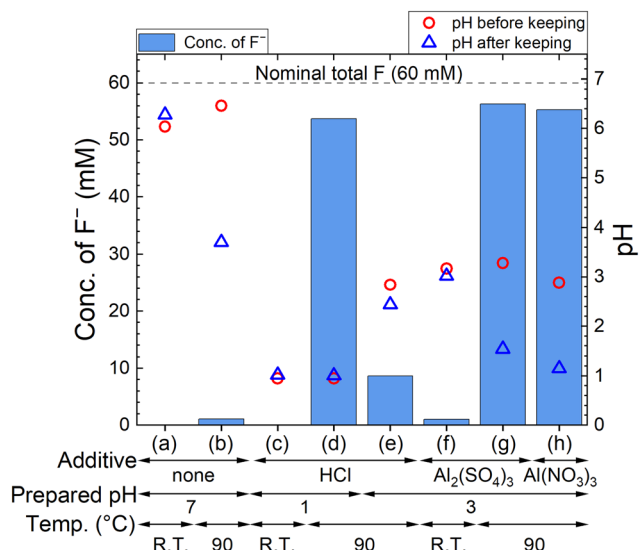 Conc. of F⁻
pH before keeping
pH after keeping
Nominal total F (60 mM)
Conc. of F⁻ (mM)
60
50
40
30
20
10
0
pH
7
6
5
4
3
2
1
0
(a) (b) (c) (d) (e) (f) (g) (h)
Additive
none HCl Al₂(SO₄)₃ Al(NO₃)₃
Prepared pH
7 1 3
Temp. (°C)
R.T. 90 R.T. 90 R.T. 90